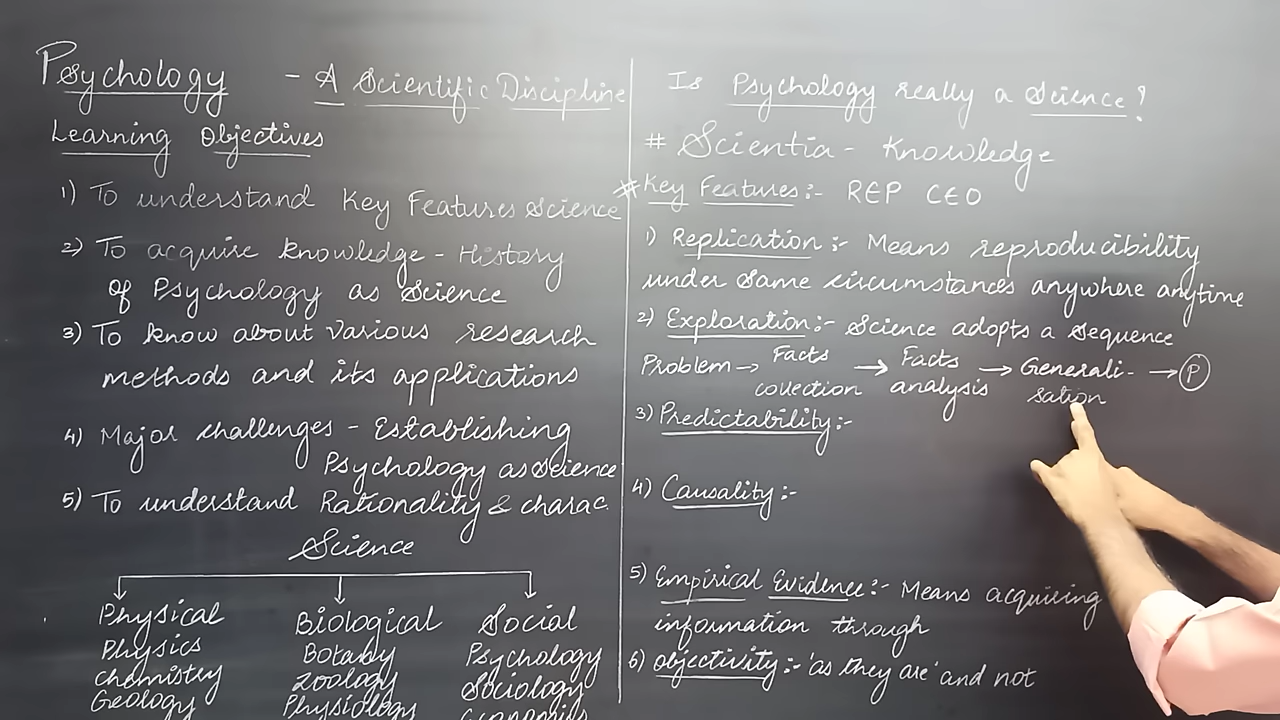 Psychology - A Scientific Discipline
Learning Objectives
1) To understand Key Features Science
2) To acquire knowledge - History
of Psychology as Science
3) To know about various research
methods and its applications
4) Major challenges - Establishing
Psychology as Science
5) To understand Rationality & charac.
Science
Physical Biological Social
Physics Botany Psychology
Chemistry Zoology Sociology
Geology Physiology Economics
Is Psychology really a Science?
# Scientia - Knowledge
* Key Features:- REP CEO
1) Replication:- Means reproducibility
under same circumstances anywhere anytime
2) Exploration:- Science adopts a sequence
Problem → Facts → Facts → Generali- → P
collection analysis sation
3) Predictability:-
4) Causality:-
5) Empirical Evidence:- Means acquiring
information through
6) Objectivity:- 'as they are' and not